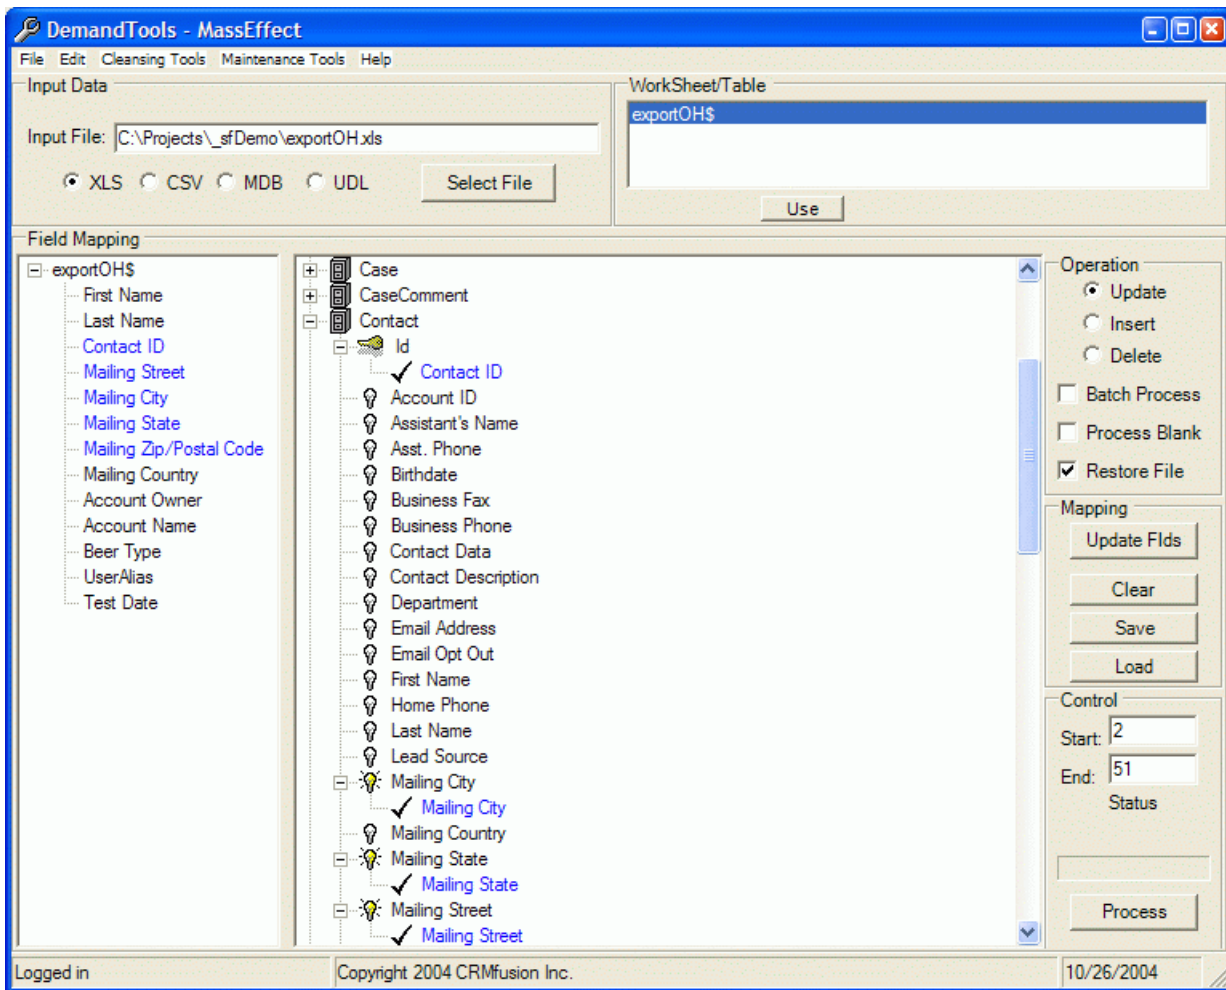 DemandTools - MassEffect
File Edit Cleansing Tools Maintenance Tools Help
Input Data
Input File: C:\Projects\_sfDemo\exportOH.xls
XLS CSV MDB UDL Select File
WorkSheet/Table
exportOH$
Use
Field Mapping
exportOH$
First Name
Last Name
Contact ID
Mailing Street
Mailing City
Mailing State
Mailing Zip/Postal Code
Mailing Country
Account Owner
Account Name
Beer Type
UserAlias
Test Date
Case
CaseComment
Contact
Id
Contact ID
Account ID
Assistant's Name
Asst. Phone
Birthdate
Business Fax
Business Phone
Contact Data
Contact Description
Department
Email Address
Email Opt Out
First Name
Home Phone
Last Name
Lead Source
Mailing City
Mailing City
Mailing Country
Mailing State
Mailing State
Mailing Street
Mailing Street
Operation
Update
Insert
Delete
Batch Process
Process Blank
Restore File
Mapping
Update Flds
Clear
Save
Load
Control
Start: 2
End: 51
Status
Process
Logged in
Copyright 2004 CRMfusion Inc.
10/26/2004